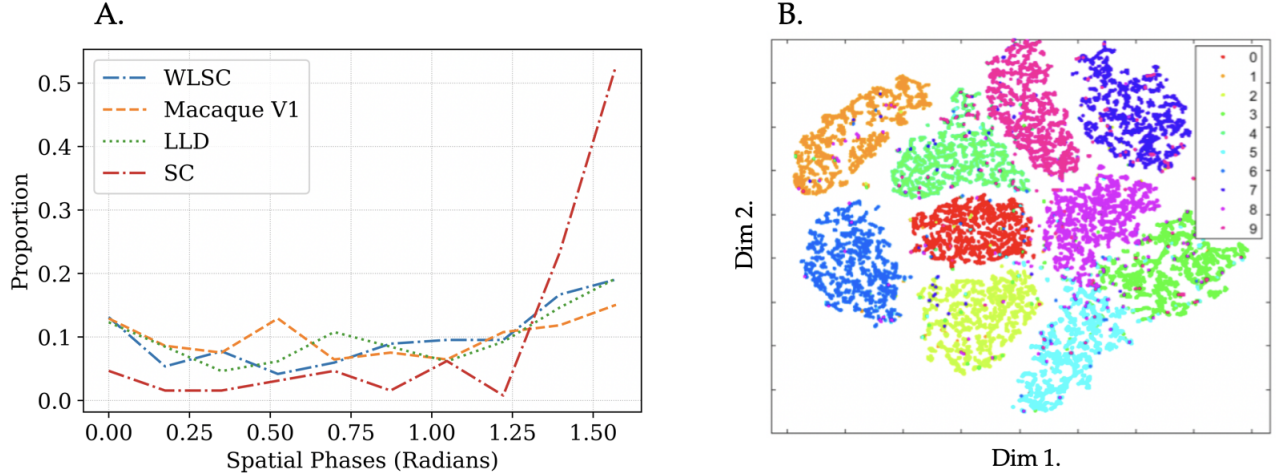 A.
0.5
0.4
0.3
0.2
0.1
0.0
Proportion
WLSC
Macaque V1
LLD
SC
0.00 0.25 0.50 0.75 1.00 1.25 1.50
Spatial Phases (Radians)
B.
Dim 2.
0
1
2
3
4
5
6
7
8
9
Dim 1.